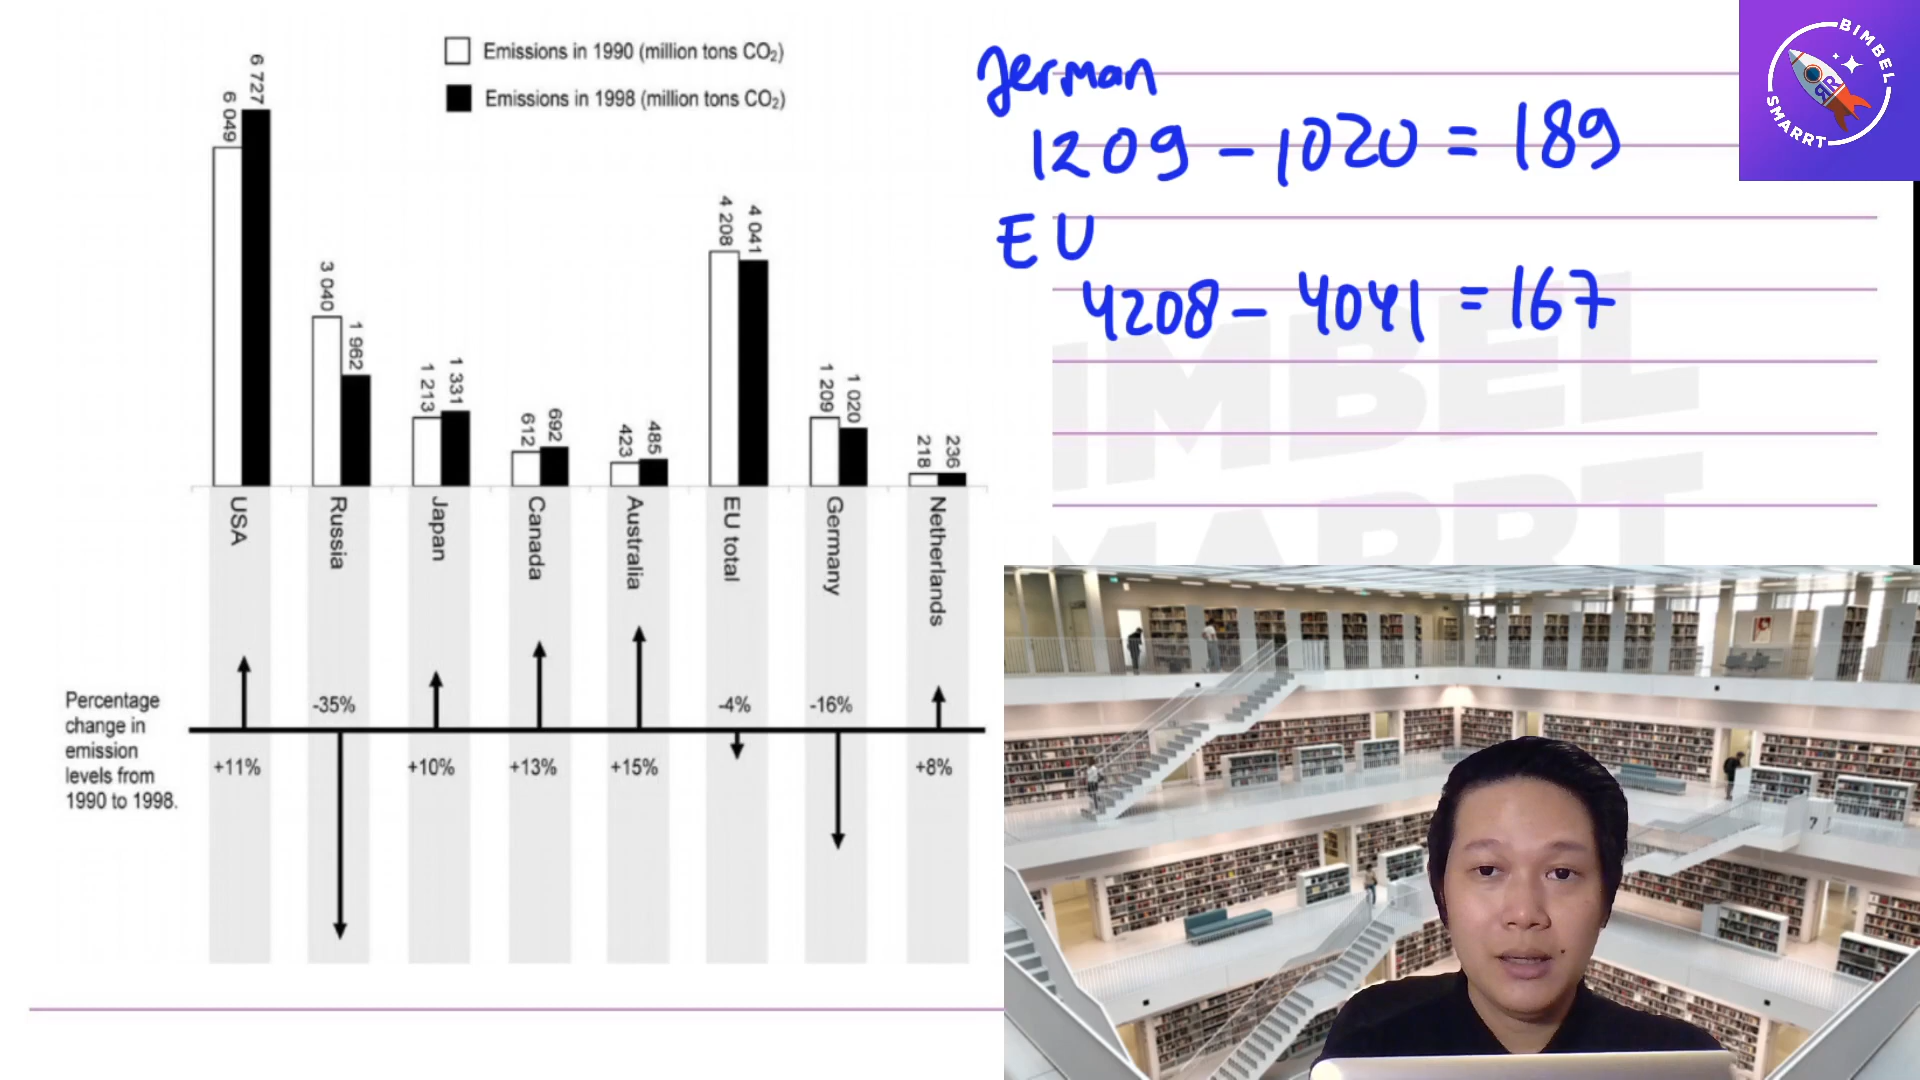 Emissions in 1990 (million tons CO₂)
Emissions in 1998 (million tons CO₂)
6 049
6 727
3 040
1 962
1 213
1 331
612
692
423
485
4 208
4 041
1 209
1 020
218
236
USA
Russia
Japan
Canada
Australia
EU total
Germany
Netherlands
Percentage
change in
emission
levels from
1990 to 1998.
-35%
-4%
-16%
+11%
+10%
+13%
+15%
+8%
German
1209 - 1020 = 189
EU
4208 - 4041 = 167
BIMBEL
SMARRT
IMBEL
MARRT
7